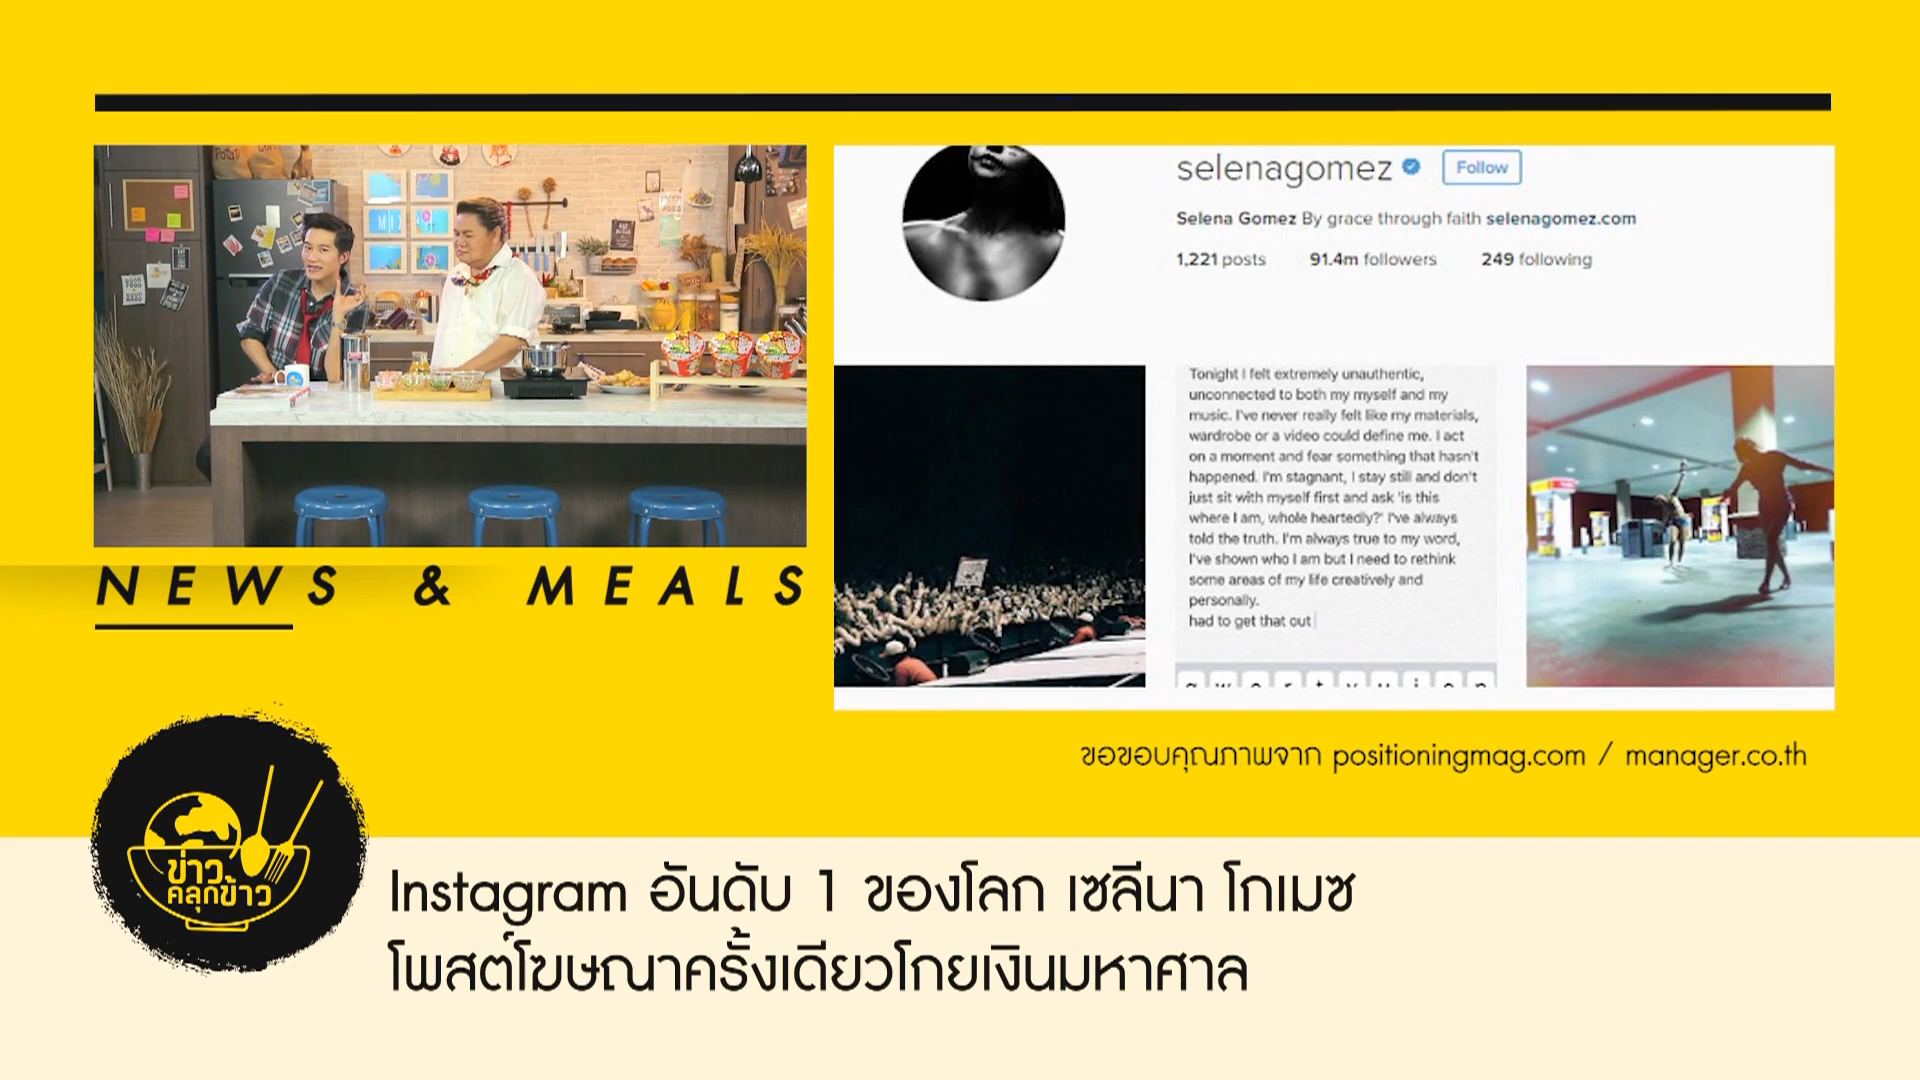 selenagomez Follow
Selena Gomez By grace through faith selenagomez.com
1,221 posts 91.4m followers 249 following
Tonight I felt extremely unauthentic,
unconnected to both my myself and my
music. I've never really felt like my materials,
wardrobe or a video could define me. I act
on a moment and fear something that hasn't
happened. I'm stagnant, I stay still and don't
just sit with myself first and ask 'is this
where I am, whole heartedly?' I've always
told the truth. I'm always true to my word,
I've shown who I am but I need to rethink
some areas of my life creatively and
personally.
had to get that out
NEWS & MEALS
ขอขอบคุณภาพจาก positioningmag.com / manager.co.th
ข่าว
คลุกข้าว
Instagram อันดับ 1 ของโลก เซลีนา โกเมซ
โพสต์โฆษณาครั้งเดียวโกยเงินมหาศาล